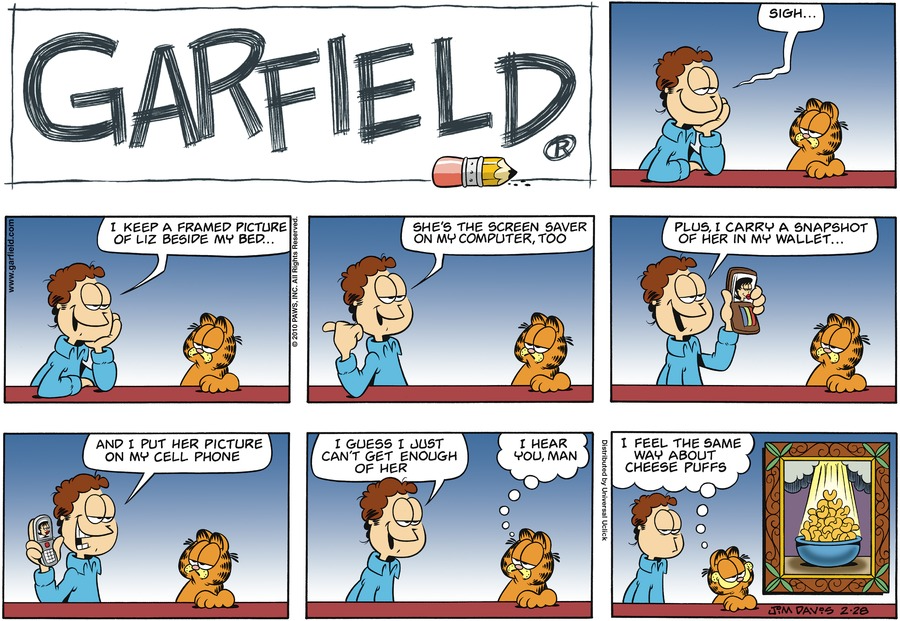 GARFIELD
R
SIGH...
I KEEP A FRAMED PICTURE
OF LIZ BESIDE MY BED...
SHE'S THE SCREEN SAVER
ON MY COMPUTER, TOO
PLUS, I CARRY A SNAPSHOT
OF HER IN MY WALLET...
www.garfield.com
© 2010 PAWS, INC. All Rights Reserved.
AND I PUT HER PICTURE
ON MY CELL PHONE
I GUESS I JUST
CAN'T GET ENOUGH
OF HER
I HEAR
YOU, MAN
Distributed by Universal Uclick
I FEEL THE SAME
WAY ABOUT
CHEESE PUFFS
JIM DAVIS 2-28